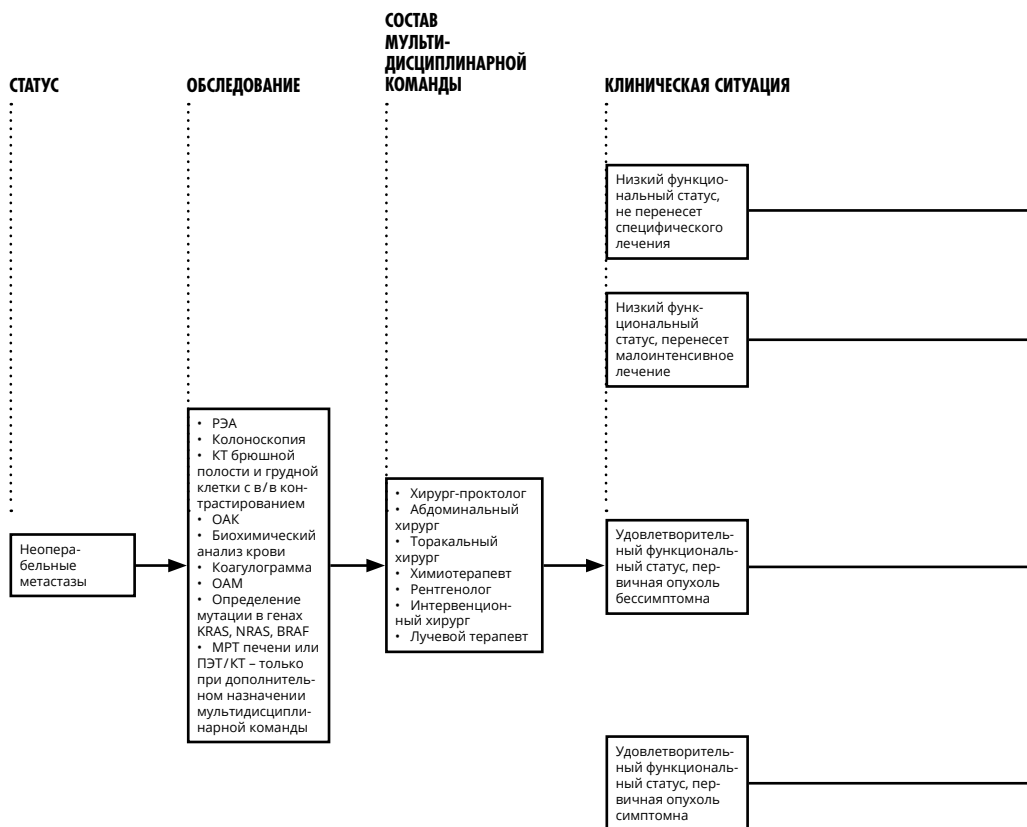 СТАТУС
ОБСЛЕДОВАНИЕ
СОСТАВ
МУЛЬТИ-
ДИСЦИПЛИНАРНОЙ
КОМАНДЫ
КЛИНИЧЕСКАЯ СИТУАЦИЯ
Неопера-
бельные
метастазы
• РЭА
• Колоноскопия
• КТ брюшной
полости и грудной
клетки с в/в кон-
трастированием
• ОАК
• Биохимический
анализ крови
• Коагулограмма
• ОАМ
• Определение
мутации в генах
KRAS, NRAS, BRAF
• МРТ печени или
ПЭТ/КТ – только
при дополнитель-
ном назначении
мультидисципли-
нарной команды
• Хирург-проктолог
• Абдоминальный
хирург
• Торакальный
хирург
• Химиотерапевт
• Рентгенолог
• Интервенцион-
ный хирург
• Лучевой терапевт
Низкий функцио-
нальный статус,
не перенесет
специфического
лечения
Низкий функ-
циональный
статус, перенесет
малоинтенсивное
лечение
Удовлетворитель-
ный функциональ-
ный статус, пер-
вичная опухоль
бессимптомна
Удовлетворитель-
ный функциональ-
ный статус, пер-
вичная опухоль
симптомна